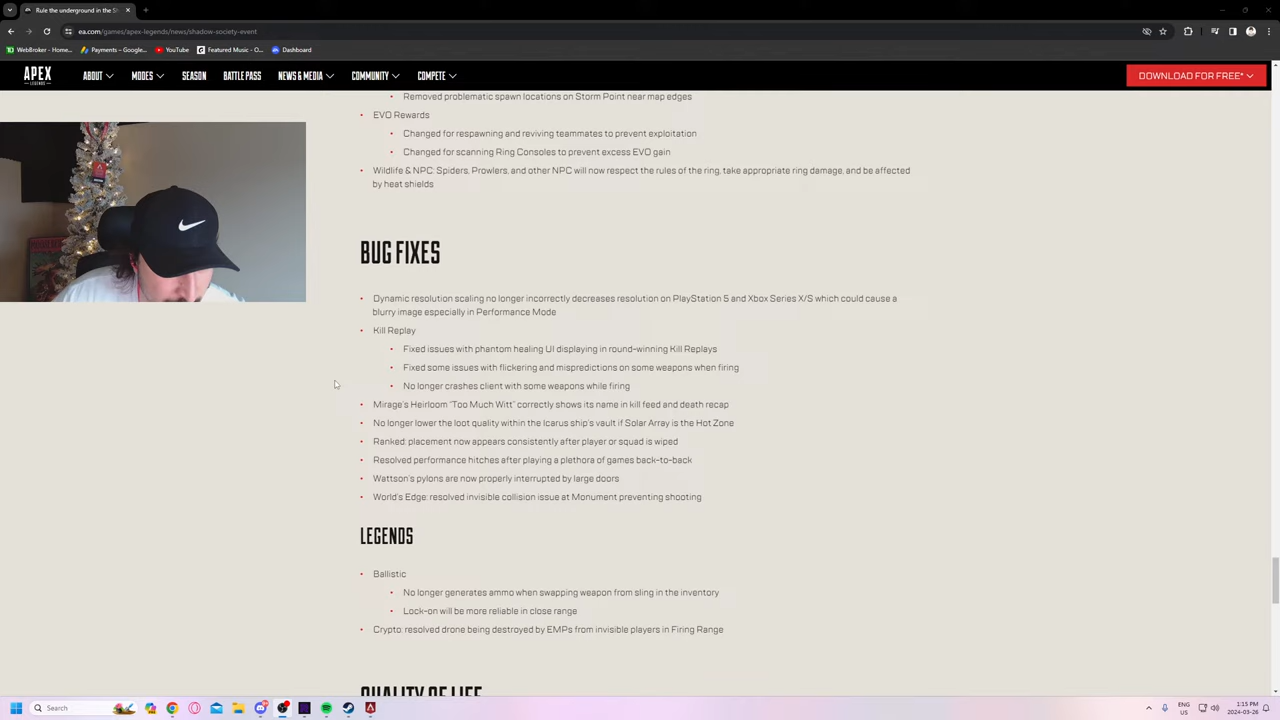 Rule the underground in the Sh
ea.com/games/apex-legends/news/shadow-society-event
WebBroker - Home...
Payments – Google...
YouTube
Featured Music - O...
Dashboard
APEX
LEGENDS
ABOUT
MODES
SEASON
BATTLE PASS
NEWS & MEDIA
COMMUNITY
COMPETE
DOWNLOAD FOR FREE*
• Removed problematic spawn locations on Storm Point near map edges
• EVO Rewards
• Changed for respawning and reviving teammates to prevent exploitation
• Changed for scanning Ring Consoles to prevent excess EVO gain
• Wildlife & NPC: Spiders, Prowlers, and other NPC will now respect the rules of the ring, take appropriate ring damage, and be affected
by heat shields
BUG FIXES
• Dynamic resolution scaling no longer incorrectly decreases resolution on PlayStation 5 and Xbox Series X/S which could cause a
blurry image especially in Performance Mode
• Kill Replay
• Fixed issues with phantom healing UI displaying in round-winning Kill Replays
• Fixed some issues with flickering and mispredictions on some weapons when firing
• No longer crashes client with some weapons while firing
• Mirage's Heirloom "Too Much Witt" correctly shows its name in kill feed and death recap
• No longer lower the loot quality within the Icarus ship's vault if Solar Array is the Hot Zone
• Ranked: placement now appears consistently after player or squad is wiped
• Resolved performance hitches after playing a plethora of games back-to-back
• Wattson's pylons are now properly interrupted by large doors
• World's Edge: resolved invisible collision issue at Monument preventing shooting
LEGENDS
• Ballistic
• No longer generates ammo when swapping weapon from sling in the inventory
• Lock-on will be more reliable in close range
• Crypto: resolved drone being destroyed by EMPs from invisible players in Firing Range
QUALITY OF LIFE
Search
ENG
US
1:15 PM
2024-03-26